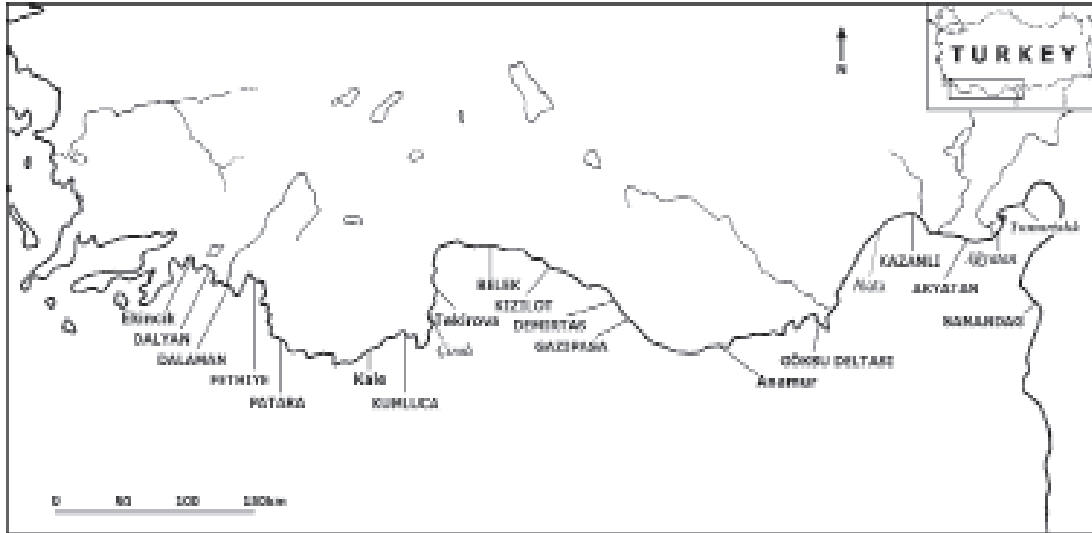 TURKEY
N
Ekincik
DALYAN
DALAMAN
FETHIYE
PATARA
Kale
KUMLUCA
Tekirova
BELEK
KIZILOT
DEMIRTAS
GAZIPASA
Anamur
GÖKSU DELTASI
Alata
KAZANLI
AKYATAN
SAMANDAG
0 50 100 150km